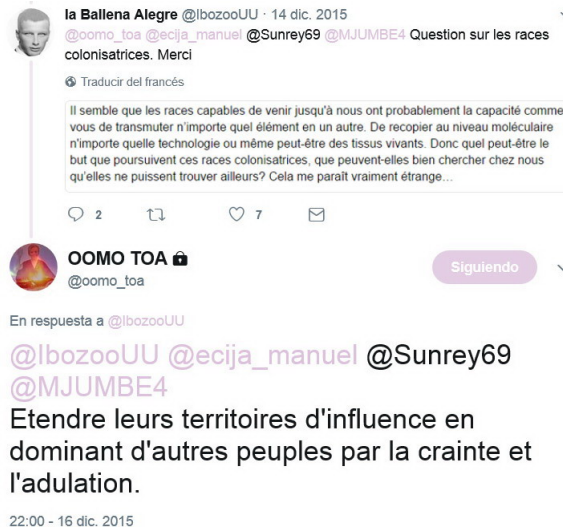 la Ballena Alegre @IbozooUU · 14 dic. 2015
@oomo_toa @ecija_manuel @Sunrey69 @MJUMBE4 Question sur les races
colonisatrices. Merci
Traducir del francés
Il semble que les races capables de venir jusqu'à nous ont probablement la capacité comme
vous de transmuter n'importe quel élément en un autre. De recopier au niveau moléculaire
n'importe quelle technologie ou même peut-être des tissus vivants. Donc quel peut-être le
but que poursuivent ces races colonisatrices, que peuvent-elles bien chercher chez nous
qu'elles ne puissent trouver ailleurs? Cela me paraît vraiment étrange...
2 7
OOMO TOA
@oomo_toa
Siguiendo
En respuesta a @IbozooUU
@IbozooUU @ecija_manuel @Sunrey69
@MJUMBE4
Etendre leurs territoires d'influence en
dominant d'autres peuples par la crainte et
l'adulation.
22:00 - 16 dic. 2015